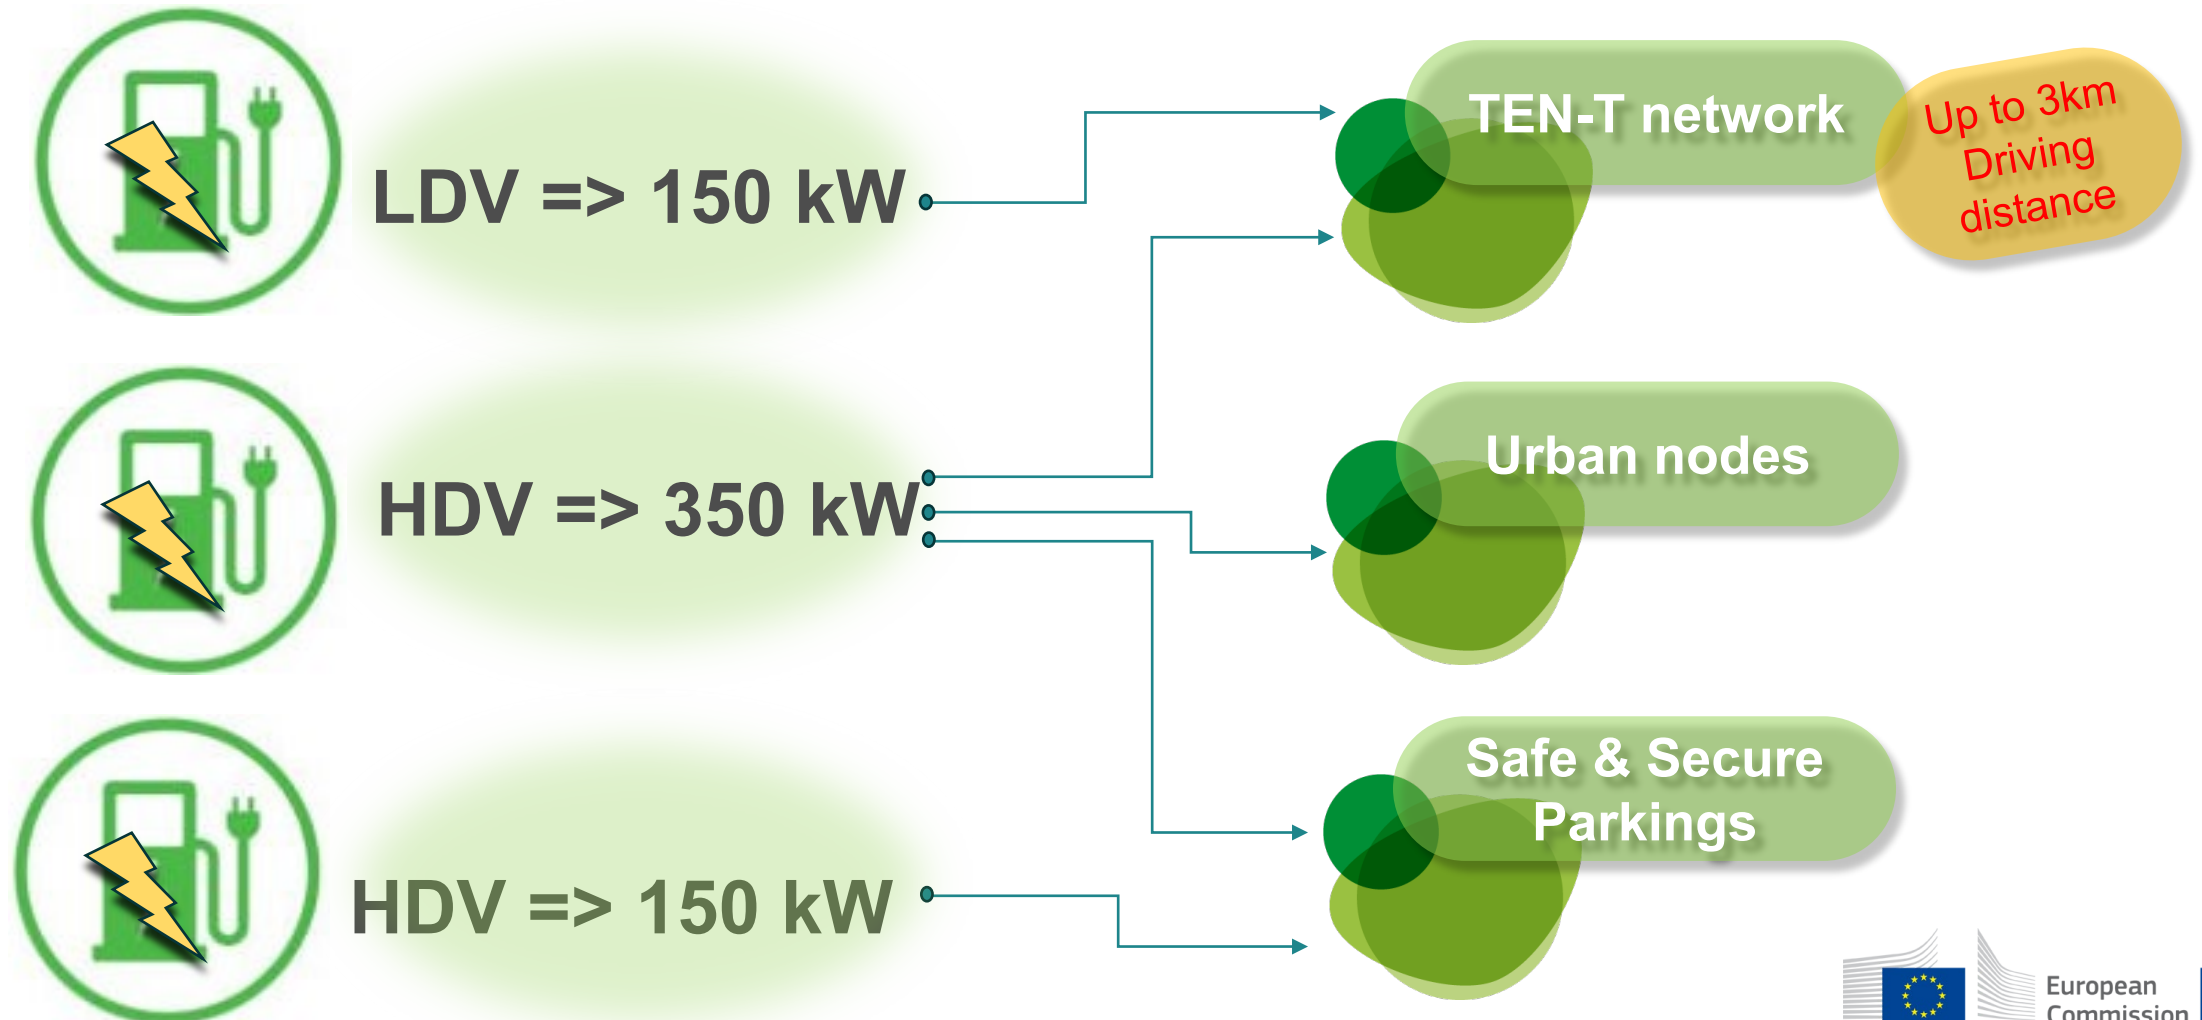 LDV => 150 kW
HDV => 350 kW
HDV => 150 kW
TEN-T network
Up to 3km
Driving
distance
Urban nodes
Safe & Secure
Parkings
European
Commission